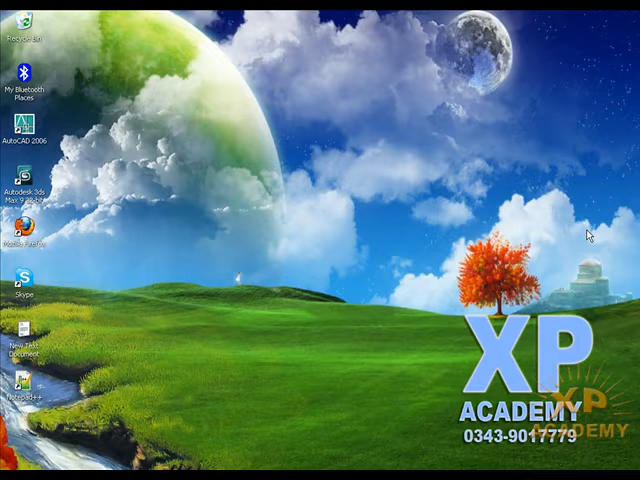 Recycle Bin
My Bluetooth
Places
AutoCAD 2006
Autodesk 3ds
Max 9 32-bit
Mozilla Firefox
Skype
New Text
Document
Notepad++
XP
ACADEMY
0343-9017779
XP
ACADEMY